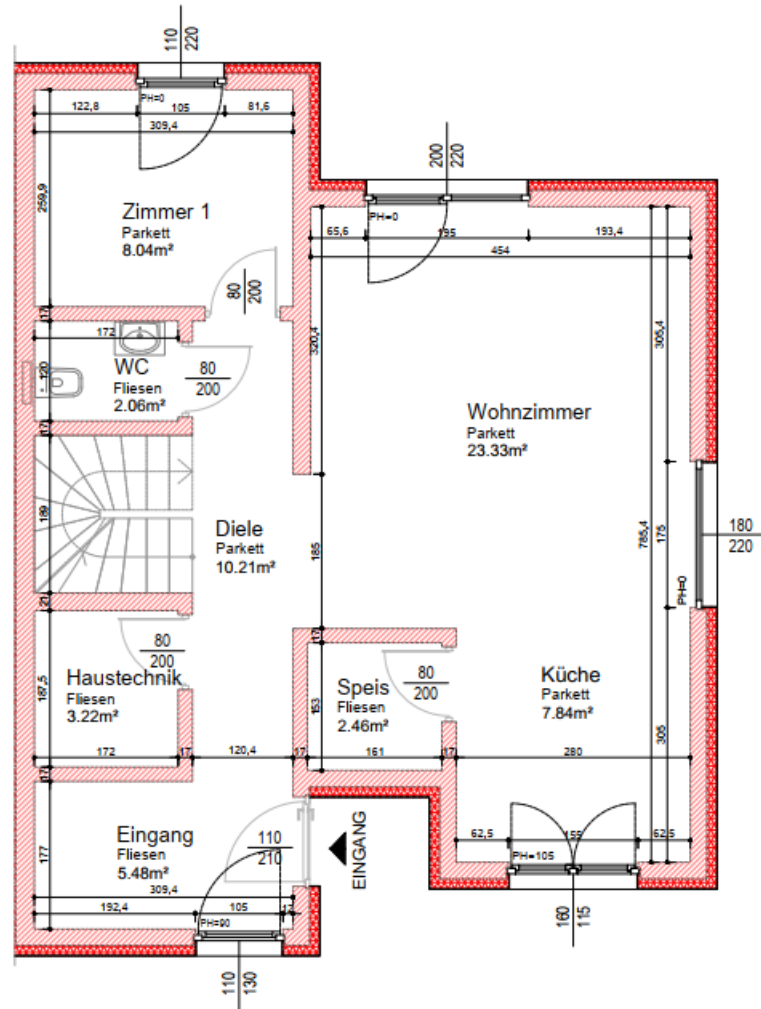 110
220
PH=0
122,8
105
81,6
309,4
259,9
Zimmer 1
Parkett
8.04m²
80
200
200
220
PH=0
65,6
195
193,4
454
320,4
305,4
17
172
120
WC
Fliesen
2.06m²
80
200
17
Wohnzimmer
Parkett
23.33m²
189
Diele
Parkett
10.21m²
185
785,4
175
180
220
PH=0
21
17
80
200
Haustechnik
Fliesen
3.22m²
187,5
172
17
120,4
17
Speis
Fliesen
2.46m²
153
80
200
161
17
Küche
Parkett
7.84m²
280
305
17
Eingang
Fliesen
5.48m²
177
110
210
EINGANG
62,5
155
62,5
PH=105
309,4
192,4
105
12
PH=90
160
115
110
130